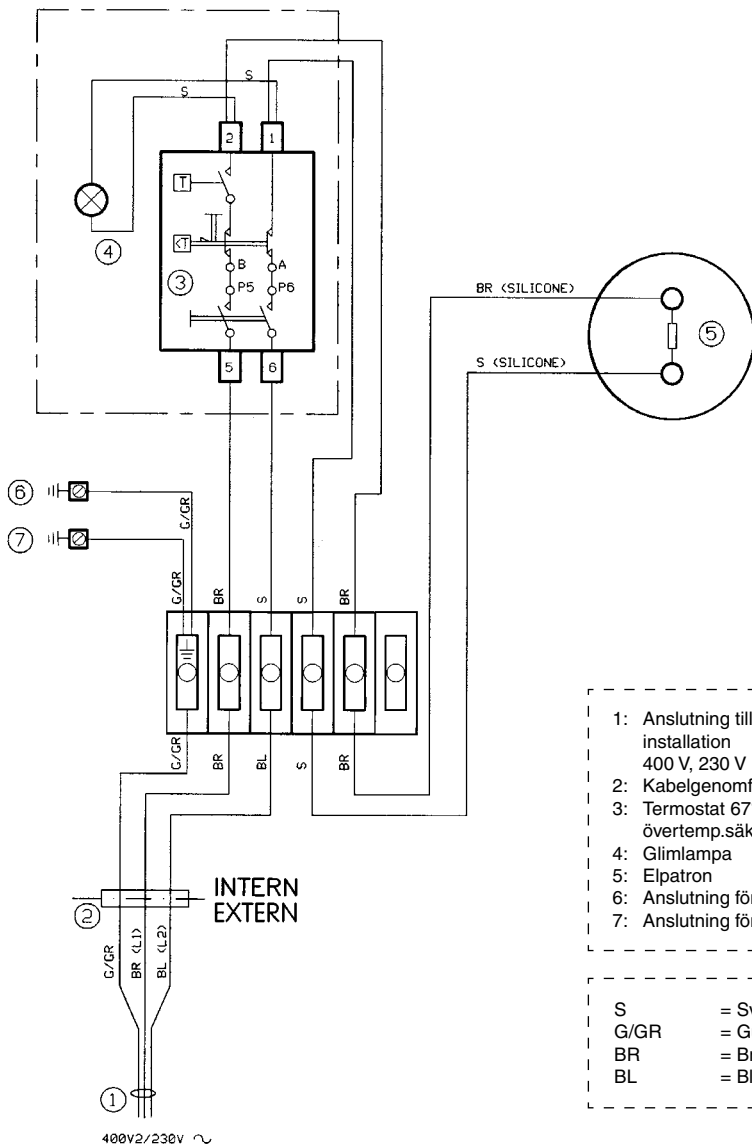 S
S
2
1
T
<T
4
3
B
A
P5
P6
5
6
BR (SILICONE)
S (SILICONE)
5
6
7
G/GR
G/GR
BR
S
S
BR
G/GR
BR
BL
S
BR
INTERN
EXTERN
2
G/GR
BR (L1)
BL (L2)
1
400V2/230V
1: Anslutning till
installation
400 V, 230 V
2: Kabelgenomf
3: Termostat 67
övertemp.säk
4: Glimlampa
5: Elpatron
6: Anslutning för
7: Anslutning för
S = Sv
G/GR = G
BR = Br
BL = Bl